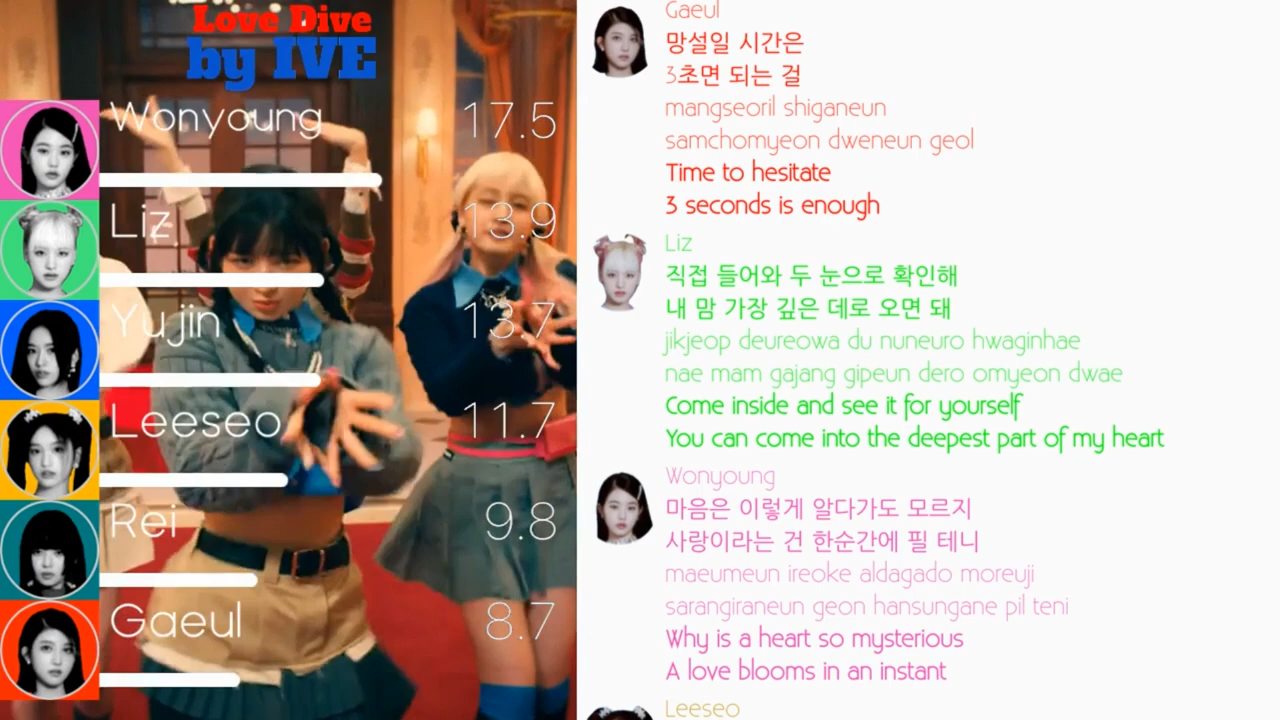 Love Dive
by IVE
Wonyoung 17.5
Liz 13.9
Yujin 13.7
Leeseo 11.7
Rei 9.8
Gaeul 8.7
Gaeul
망설일 시간은
3초면 되는 걸
mangseoril shiganeun
samchomyeon dweneun geol
Time to hesitate
3 seconds is enough
Liz
직접 들어와 두 눈으로 확인해
내 맘 가장 깊은 데로 오면 돼
jikjeop deureowa du nuneuro hwaginhae
nae mam gajang gipeun dero omyeon dwae
Come inside and see it for yourself
You can come into the deepest part of my heart
Wonyoung
마음은 이렇게 알다가도 모르지
사랑이라는 건 한순간에 필 테니
maeumeun ireoke aldagado moreuji
sarangiraneun geon hansungane pil teni
Why is a heart so mysterious
A love blooms in an instant
Leeseo